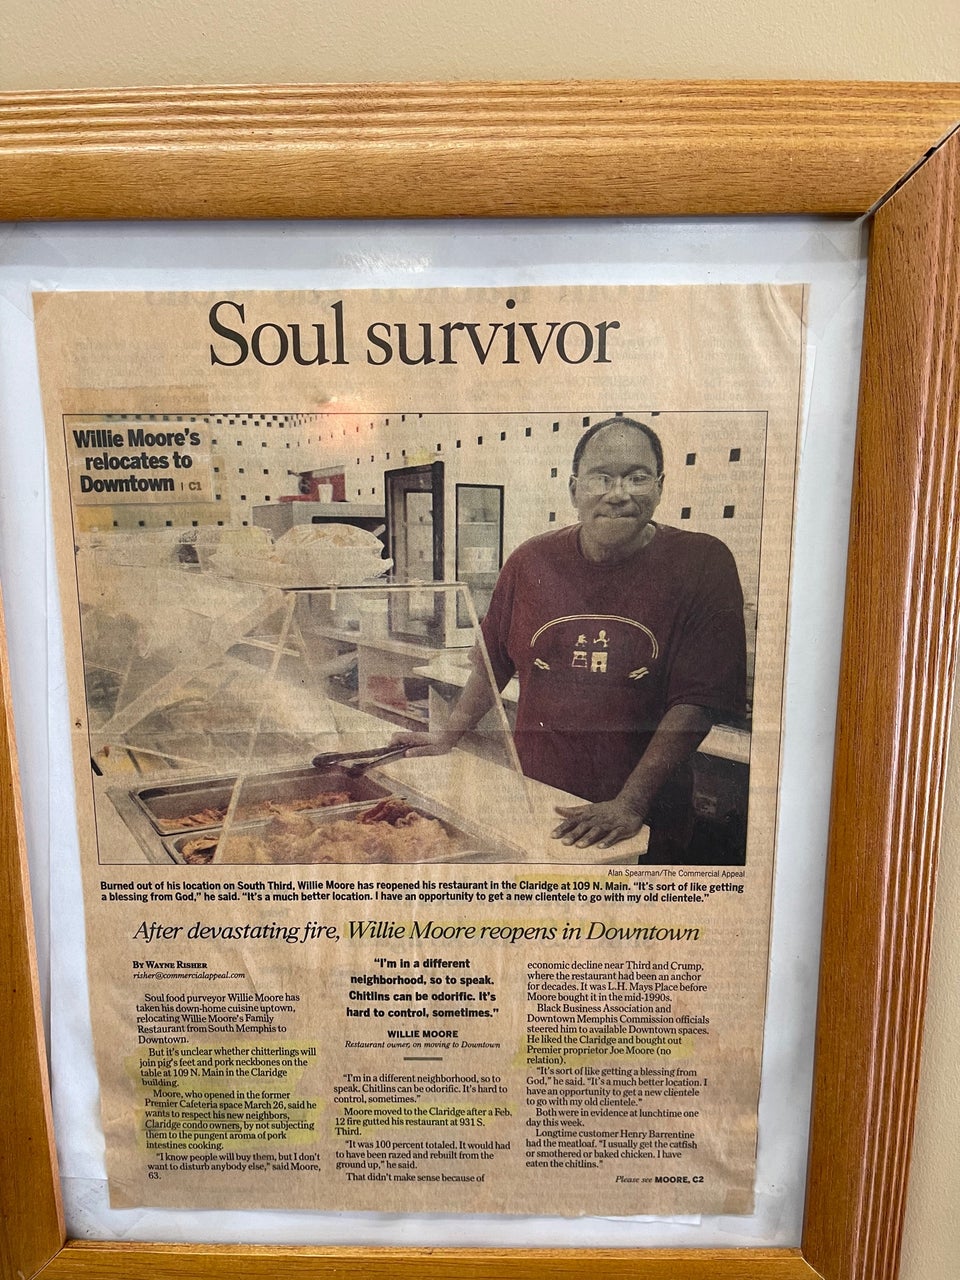 Soul survivor
Willie Moore's
relocates to
Downtown | C1
Alan Spearman/The Commercial Appeal
Burned out of his location on South Third, Willie Moore has reopened his restaurant in the Claridge at 109 N. Main. "It's sort of like getting
a blessing from God," he said. "It's a much better location. I have an opportunity to get a new clientele to go with my old clientele."
After devastating fire, Willie Moore reopens in Downtown
BY WAYNE RISHER
risher@commercialappeal.com
Soul food purveyor Willie Moore has
taken his down-home cuisine uptown,
relocating Willie Moore's Family
Restaurant from South Memphis to
Downtown.
But it's unclear whether chitterlings will
join pig's feet and pork neckbones on the
table at 109 N. Main in the Claridge
building.
Moore, who opened in the former
Premier Cafeteria space March 26, said he
wants to respect his new neighbors,
Claridge condo owners, by not subjecting
them to the pungent aroma of pork
intestines cooking.
"I know people will buy them, but I don't
want to disturb anybody else," said Moore,
63.
"I'm in a different
neighborhood, so to speak.
Chitlins can be odorific. It's
hard to control, sometimes."
WILLIE MOORE
Restaurant owner, on moving to Downtown
"I'm in a different neighborhood, so to
speak. Chitlins can be odorific. It's hard to
control, sometimes."
Moore moved to the Claridge after a Feb.
12 fire gutted his restaurant at 931 S.
Third.
"It was 100 percent totaled. It would had
to have been razed and rebuilt from the
ground up," he said.
That didn't make sense because of
economic decline near Third and Crump,
where the restaurant had been an anchor
for decades. It was L.H. Mays Place before
Moore bought it in the mid-1990s.
Black Business Association and
Downtown Memphis Commission officials
steered him to available Downtown spaces.
He liked the Claridge and bought out
Premier proprietor Joe Moore (no
relation).
"It's sort of like getting a blessing from
God," he said. "It's a much better location. I
have an opportunity to get a new clientele
to go with my old clientele."
Both were in evidence at lunchtime one
day this week.
Longtime customer Henry Barrentine
had the meatloaf. "I usually get the catfish
or smothered or baked chicken. I have
eaten the chitlins."
Please see MOORE, C2